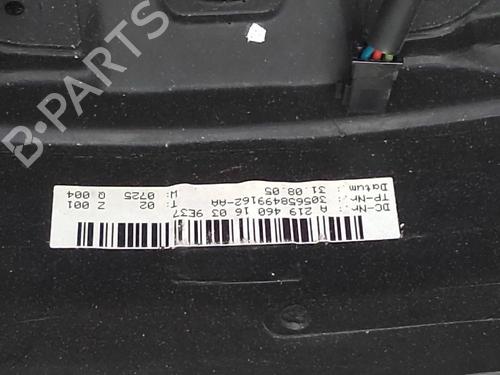 B-PARTS
DC-Nr.: A 219 460 16 03 9E37
TP-Nr.: 305658499162-AA
Datum.: 31.08.05
T: 02 Z 001
W: 0725 Q 004